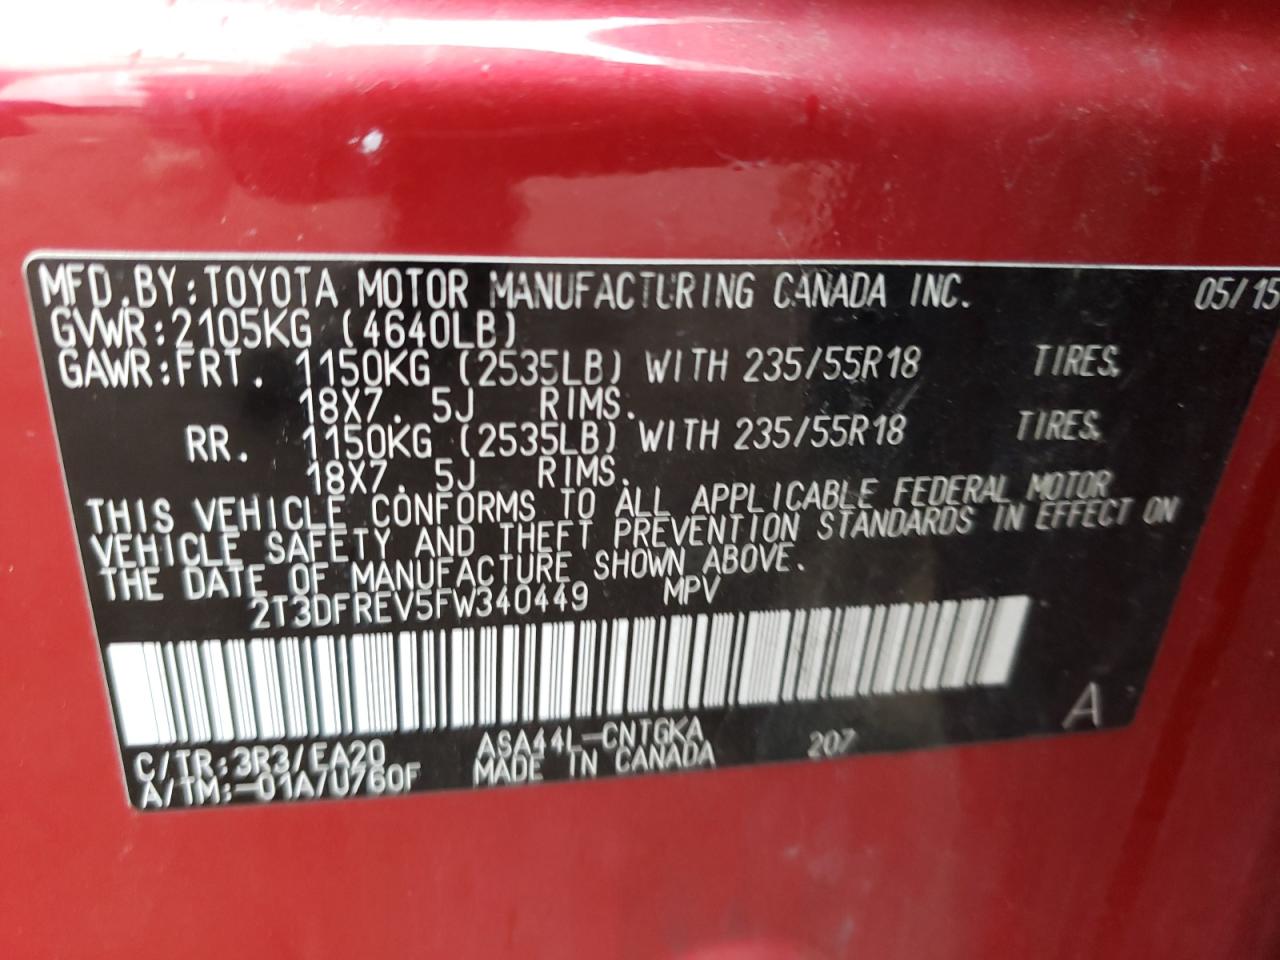 MFD.BY:TOYOTA MOTOR MANUFACTURING CANADA INC. 05/15
GVWR:2105KG (4640LB)
GAWR:FRT. 1150KG (2535LB) WITH 235/55R18 TIRES,
18X7.5J RIMS.
RR. 1150KG (2535LB) WITH 235/55R18 TIRES,
18X7.5J RIMS.
THIS VEHICLE CONFORMS TO ALL APPLICABLE FEDERAL MOTOR
VEHICLE SAFETY AND THEFT PREVENTION STANDARDS IN EFFECT ON
THE DATE OF MANUFACTURE SHOWN ABOVE.
2T3DFREV5FW340449 MPV
A
C/TR:3R3/EA20 ASA44L-CNTGKA 207
A/TM:-01A/U760F MADE IN CANADA